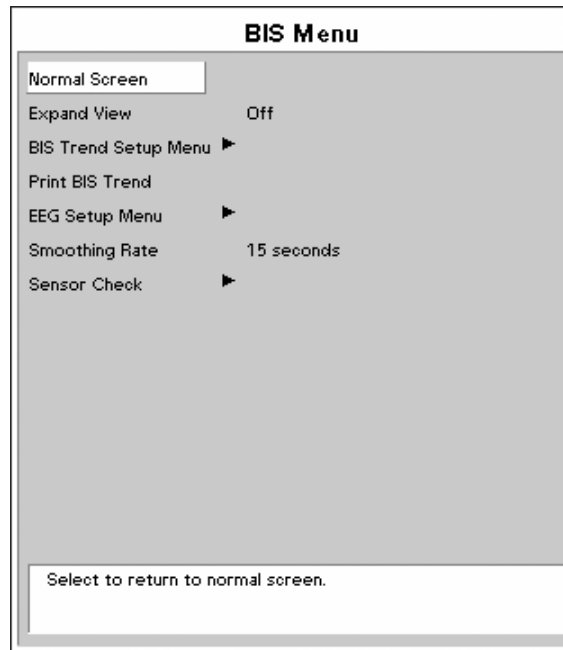 BIS Menu
Normal Screen
Expand View Off
BIS Trend Setup Menu ►
Print BIS Trend
EEG Setup Menu ►
Smoothing Rate 15 seconds
Sensor Check ►
Select to return to normal screen.